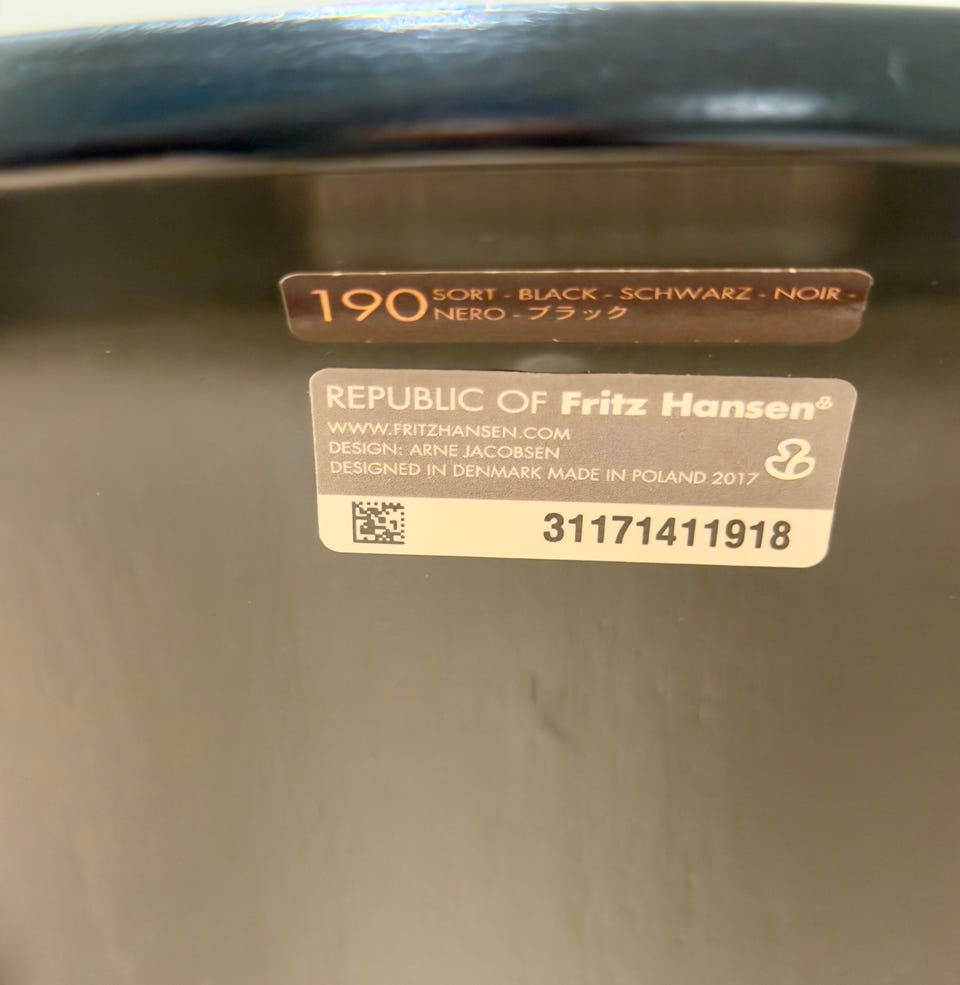 190
SORT - BLACK - SCHWARZ - NOIR -
NERO - ブラック
REPUBLIC OF Fritz Hansen®
WWW.FRITZHANSEN.COM
DESIGN: ARNE JACOBSEN
DESIGNED IN DENMARK MADE IN POLAND 2017
31171411918